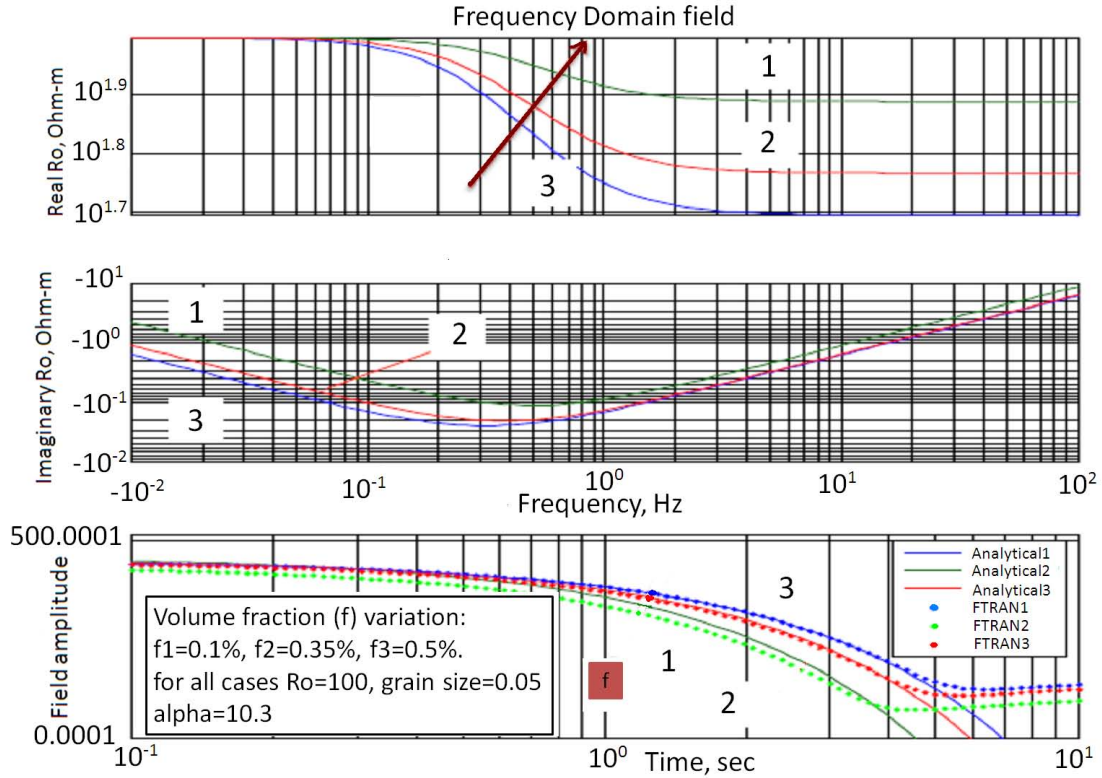 Frequency Domain field
Real Ro, Ohm-m
10^1.9
10^1.8
10^1.7
1
2
3
Imaginary Ro, Ohm-m
-10^1
-10^0
-10^-1
-10^-2
1
2
3
-10^-2
10^-1
10^0
10^1
10^2
Frequency, Hz
Field amplitude
500.0001
0.0001
Analytical1
Analytical2
Analytical3
FTRAN1
FTRAN2
FTRAN3
3
1
2
f
Volume fraction (f) variation:
f1=0.1%, f2=0.35%, f3=0.5%.
for all cases Ro=100, grain size=0.05
alpha=10.3
10^-1
10^0
10^1
Time, sec